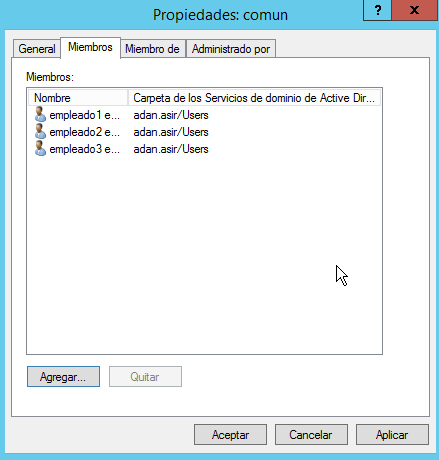 Propiedades: comun
? x
General Miembros Miembro de Administrado por
Miembros:
Nombre Carpeta de los Servicios de dominio de Active Dir...
empleado1 e... adan.asir/Users
empleado2 e... adan.asir/Users
empleado3 e... adan.asir/Users
Agregar... Quitar
Aceptar Cancelar Aplicar